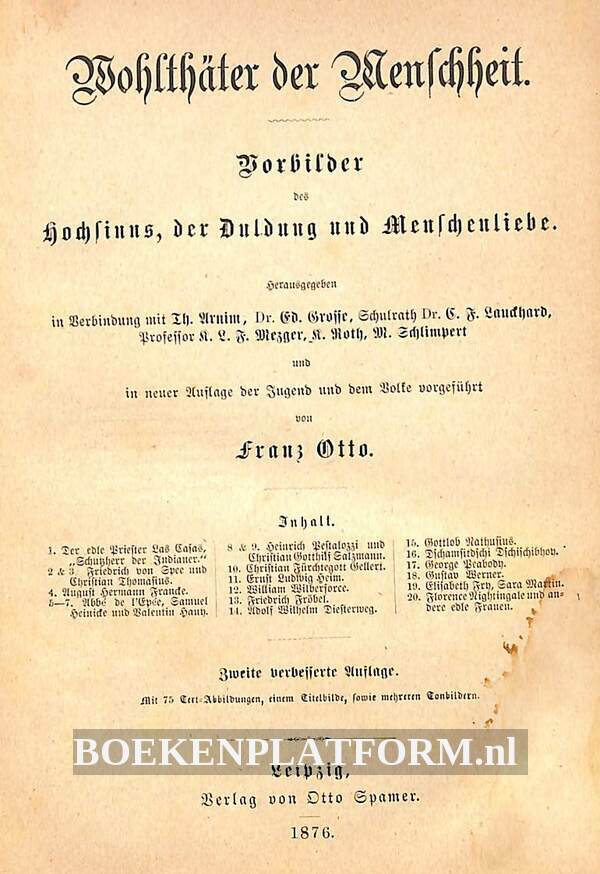 Wohlthäter der Menschheit.
Vorbilder
des
Hochsinns, der Duldung und Menschenliebe.
Herausgegeben
in Verbindung mit Th. Arnim, Dr. Ed. Grosse, Schulrath Dr. C. F. Lauckhard,
Professor K. L. F. Mezger, K. Roth, M. Schlimpert
und
in neuer Auflage der Jugend und dem Volke vorgeführt
von
Franz Otto.
Inhalt.
1. Der edle Priester Las Casas,
„Schutzherr der Indianer."
2 & 3. Friedrich von Spee und
Christian Thomasius.
4. August Hermann Francke.
5—7. Abbé de l'Epée, Samuel
Heinicke und Valentin Hauy.
8 & 9. Heinrich Pestalozzi und
Christian Gotthilf Salzmann.
10. Christian Fürchtegott Gellert.
11. Ernst Ludwig Heim.
12. William Wilberforce.
13. Friedrich Fröbel.
14. Adolf Wilhelm Diesterweg.
15. Gottlob Nathusius.
16. Dschamsitdschi Dschidschibhoy.
17. George Peabody.
18. Gustav Werner.
19. Elisabeth Fry, Sara Martin.
20. Florence Nightingale und an-
dere edle Frauen.
Zweite verbesserte Auflage.
Mit 75 Text-Abbildungen, einem Titelbilde, sowie mehreren Tonbildern.
BOEKENPLATFORM.nl
Leipzig,
Verlag von Otto Spamer.
1876.